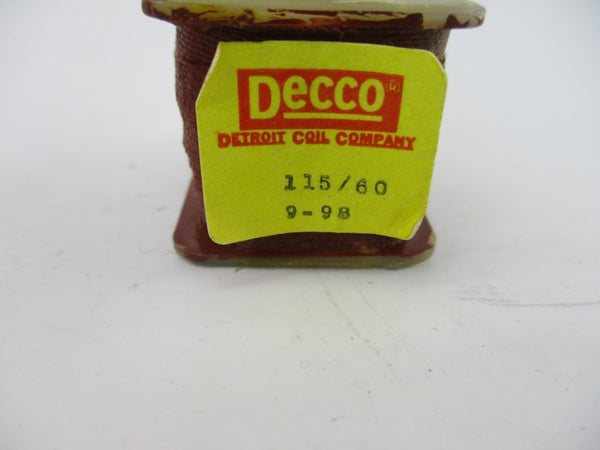 Decco®
DETROIT COIL COMPANY
115/60
9-98